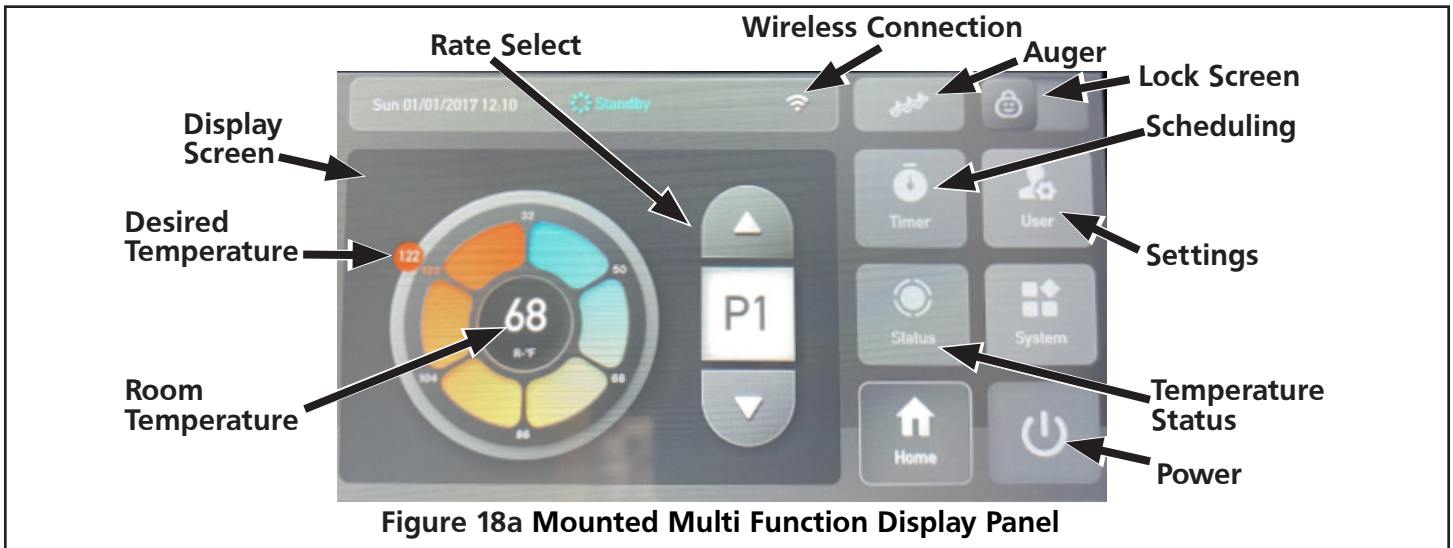 Wireless Connection
Rate Select
Auger
Lock Screen
Sun 01/01/2017 12:10
Standby
Display
Screen
Scheduling
Timer
User
Desired
Temperature
Settings
32
50
122
122
68
R-°F
104
68
86
P1
Status
System
Room
Temperature
Temperature
Status
Home
Power
Figure 18a Mounted Multi Function Display Panel